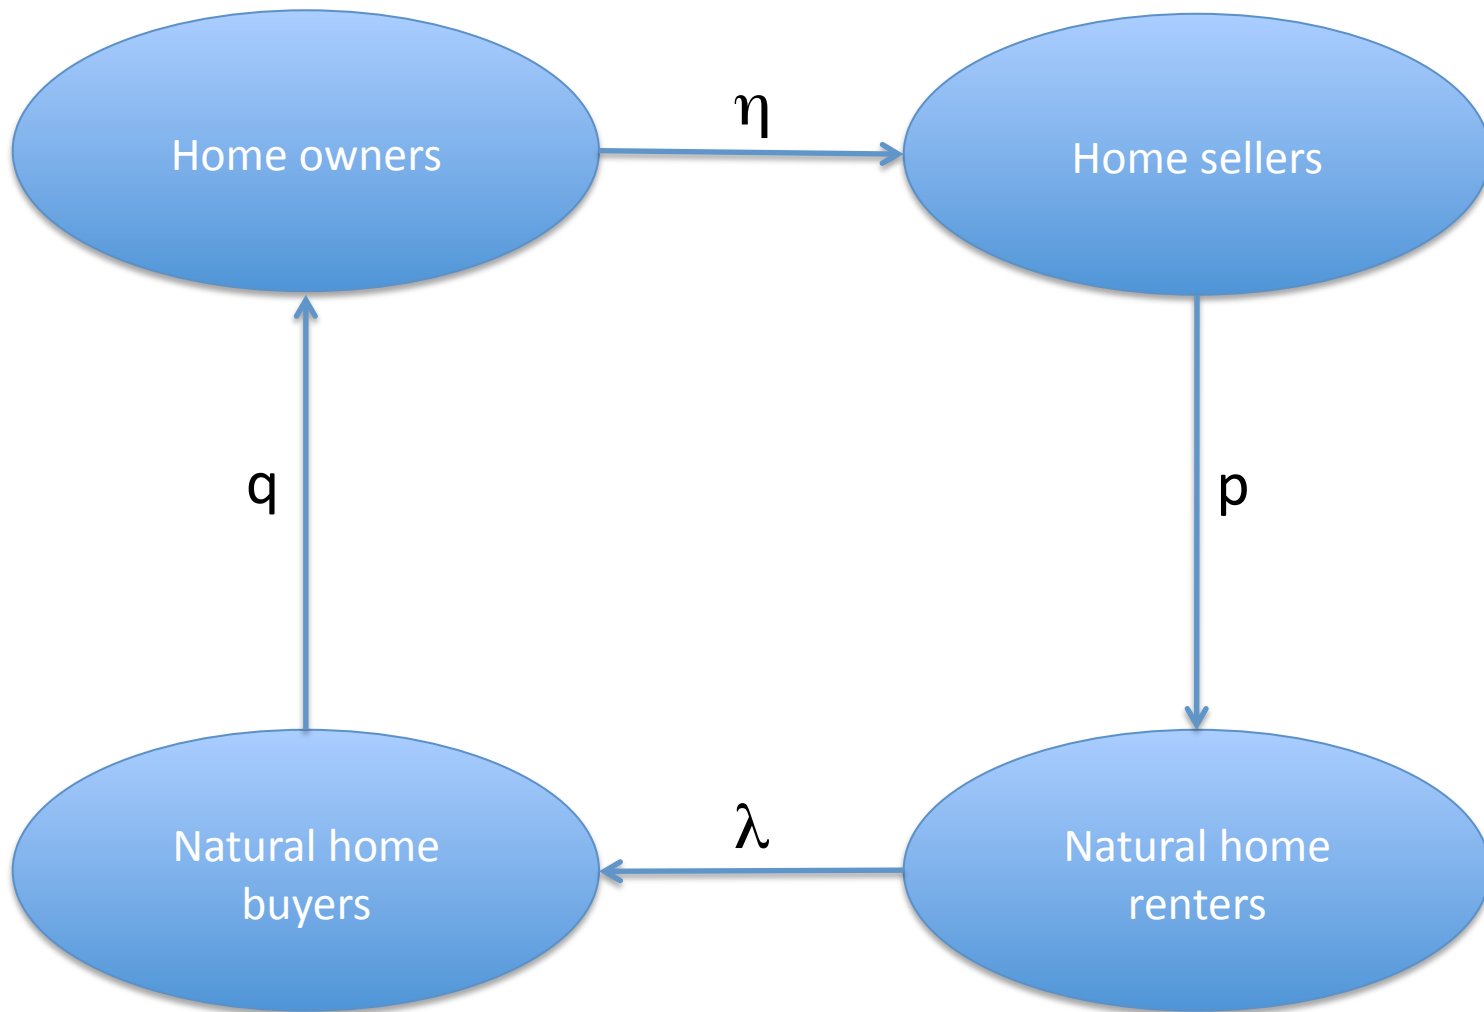 η
Home owners
Home sellers
q
p
λ
Natural home
buyers
Natural home
renters